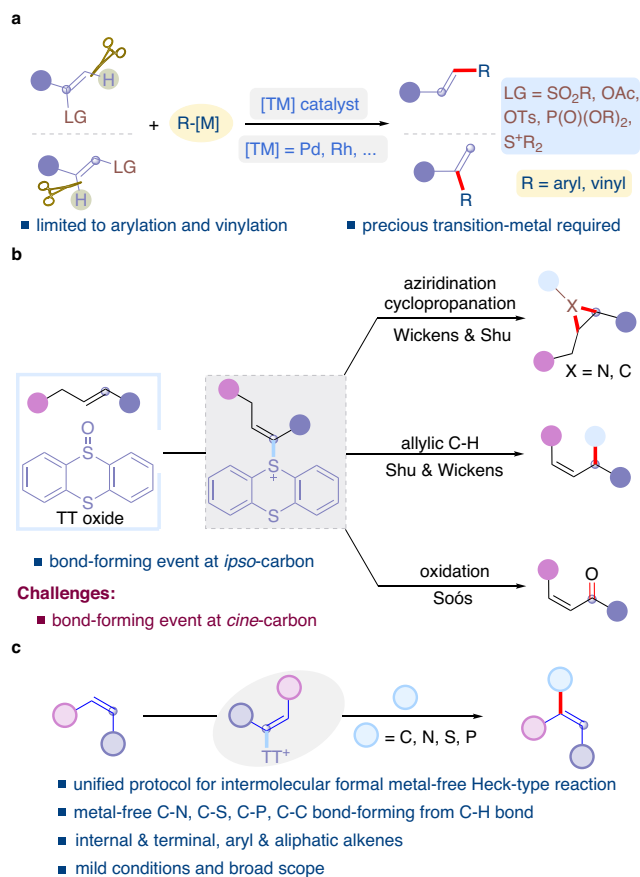 a
H
R
LG
[TM] catalyst
LG = SO2R, OAc,
OTs, P(O)(OR)2,
S+R2
+
R-[M]
LG
[TM] = Pd, Rh, ...
H
R
R = aryl, vinyl
limited to arylation and vinylation
precious transition-metal required
b
aziridination
cyclopropanation
Wickens & Shu
X
X = N, C
O
S
S
TT oxide
S
+
S
allylic C-H
Shu & Wickens
bond-forming event at ipso-carbon
Challenges:
bond-forming event at cine-carbon
oxidation
Soós
O
c
TT+
= C, N, S, P
unified protocol for intermolecular formal metal-free Heck-type reaction
metal-free C-N, C-S, C-P, C-C bond-forming from C-H bond
internal & terminal, aryl & aliphatic alkenes
mild conditions and broad scope